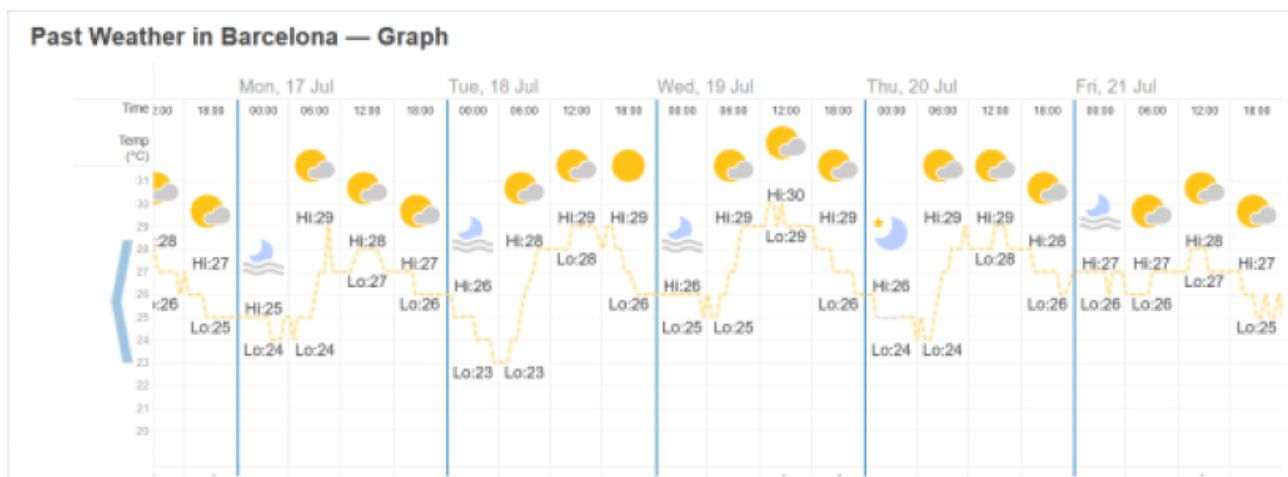 Past Weather in Barcelona — Graph
Mon, 17 Jul Tue, 18 Jul Wed, 19 Jul Thu, 20 Jul Fri, 21 Jul
Time 2:00 18:00 00:00 06:00 12:00 18:00 00:00 06:00 12:00 18:00 00:00 06:00 12:00 18:00 00:00 06:00 12:00 18:00 00:00 06:00 12:00 18:00
Temp
(°C)
31
30 Hi:30
29 Hi:29 Hi:29 Hi:29 Hi:29 Hi:29 Hi:29 Hi:29 Lo:29
28 :28 Hi:28 Hi:28 Hi:28 Hi:28 Lo:28 Lo:28
27 Hi:27 Lo:27 Hi:27 Hi:27 Hi:27 Lo:27 Hi:27
26 :26 Lo:26 Hi:26 Lo:26 Hi:26 Lo:26 Hi:26 Lo:26 Lo:26 Lo:26
25 Lo:25 Hi:25 Lo:25 Lo:25 Lo:25
24 Lo:24 Lo:24 Lo:24 Lo:24
23 Lo:23 Lo:23
22
21
20